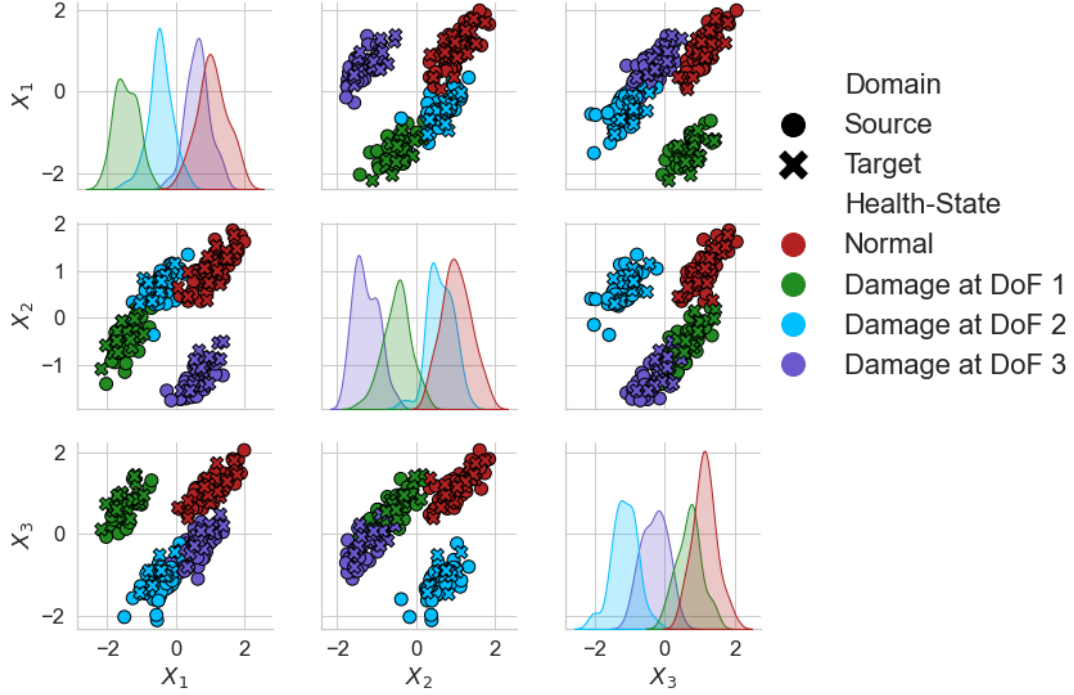 2
0
−2
X₁
Domain
Source
Target
Health-State
Normal
Damage at DoF 1
Damage at DoF 2
Damage at DoF 3
2
1
0
−1
X₂
2
0
−2
X₃
−2 0 2
−2 0 2
−2 0 2
X₁
X₂
X₃